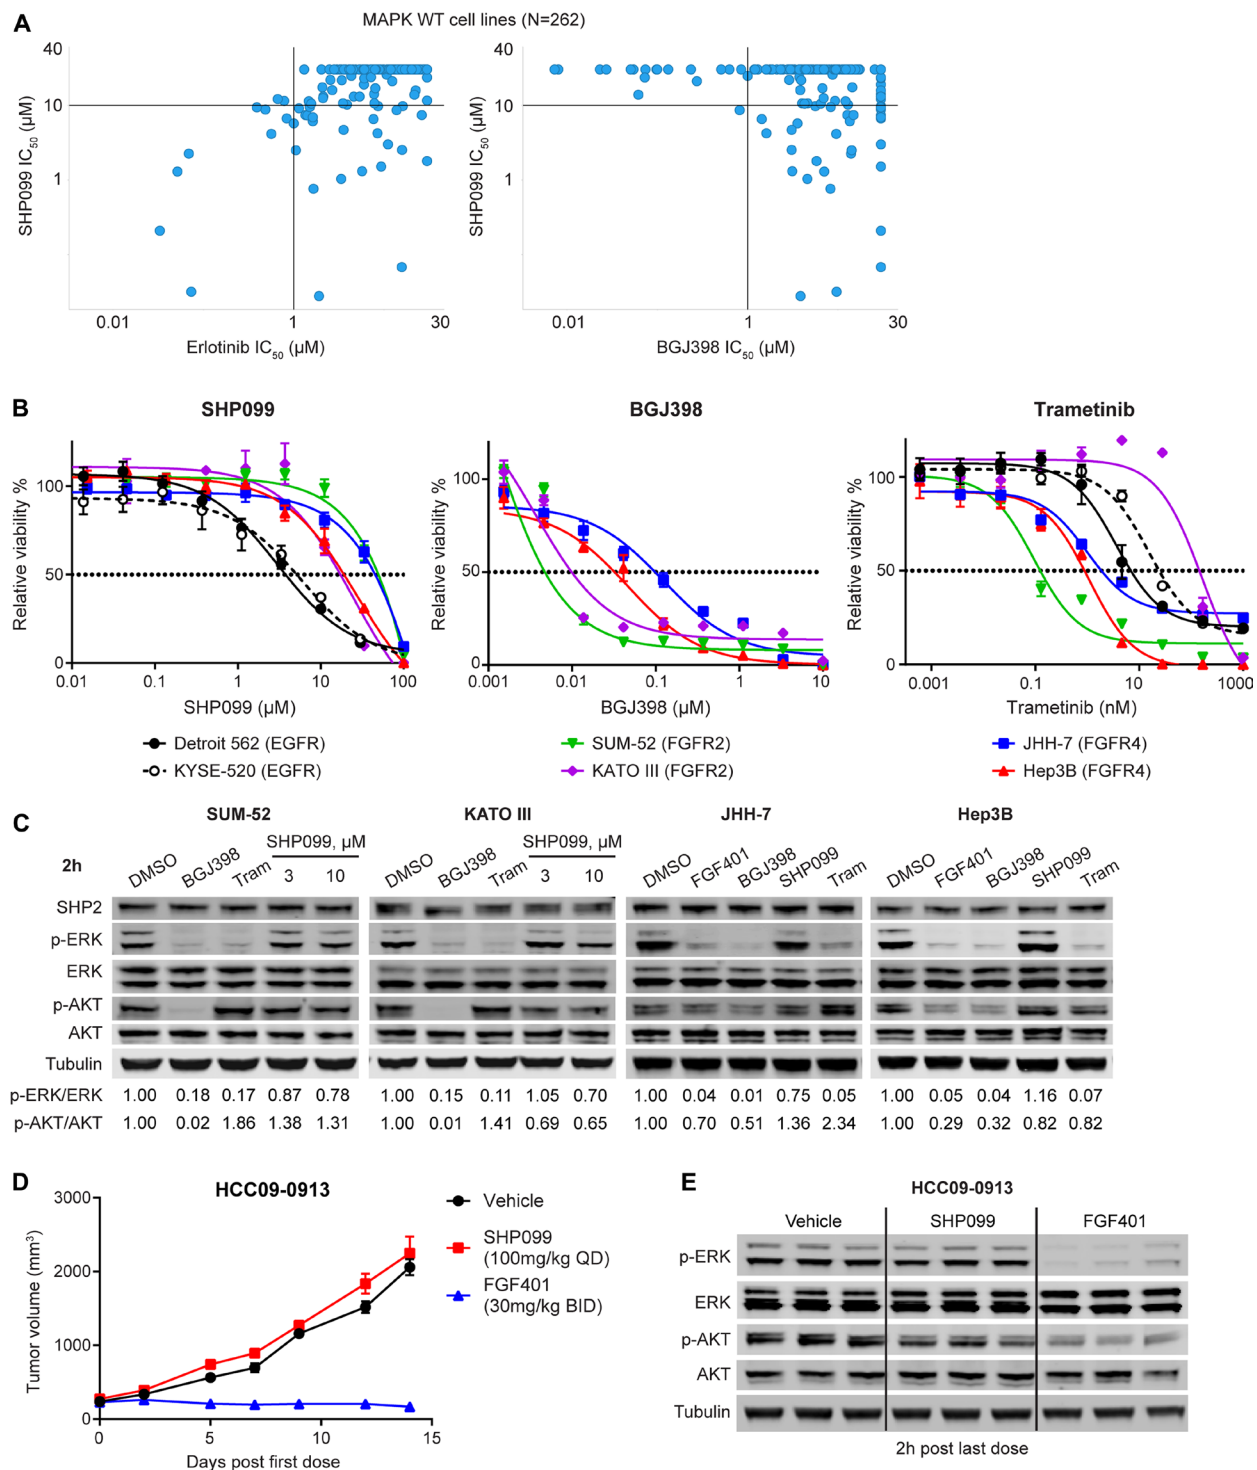 A
MAPK WT cell lines (N=262)
SHP099 IC50 (µM)
40
10
1
0.01 1 30
Erlotinib IC50 (µM)
SHP099 IC50 (µM)
40
10
1
0.01 1 30
BGJ398 IC50 (µM)
B
SHP099
Relative viability %
100
50
0
0.01 0.1 1 10 100
SHP099 (µM)
BGJ398
Relative viability %
100
50
0
0.001 0.01 0.1 1 10
BGJ398 (µM)
Trametinib
Relative viability %
100
50
0
0.001 0.1 10 1000
Trametinib (nM)
Detroit 562 (EGFR)
KYSE-520 (EGFR)
SUM-52 (FGFR2)
KATO III (FGFR2)
JHH-7 (FGFR4)
Hep3B (FGFR4)
C
SUM-52 KATO III JHH-7 Hep3B
2h
DMSO BGJ398 Tram SHP099, µM 3 10
DMSO BGJ398 Tram SHP099, µM 3 10
DMSO FGF401 BGJ398 SHP099 Tram
DMSO FGF401 BGJ398 SHP099 Tram
SHP2
p-ERK
ERK
p-AKT
AKT
Tubulin
p-ERK/ERK 1.00 0.18 0.17 0.87 0.78 1.00 0.15 0.11 1.05 0.70 1.00 0.04 0.01 0.75 0.05 1.00 0.05 0.04 1.16 0.07
p-AKT/AKT 1.00 0.02 1.86 1.38 1.31 1.00 0.01 1.41 0.69 0.65 1.00 0.70 0.51 1.36 2.34 1.00 0.29 0.32 0.82 0.82
D
HCC09-0913
Tumor volume (mm3)
3000
2000
1000
0
0 5 10 15
Days post first dose
Vehicle
SHP099
(100mg/kg QD)
FGF401
(30mg/kg BID)
E
HCC09-0913
Vehicle SHP099 FGF401
p-ERK
ERK
p-AKT
AKT
Tubulin
2h post last dose